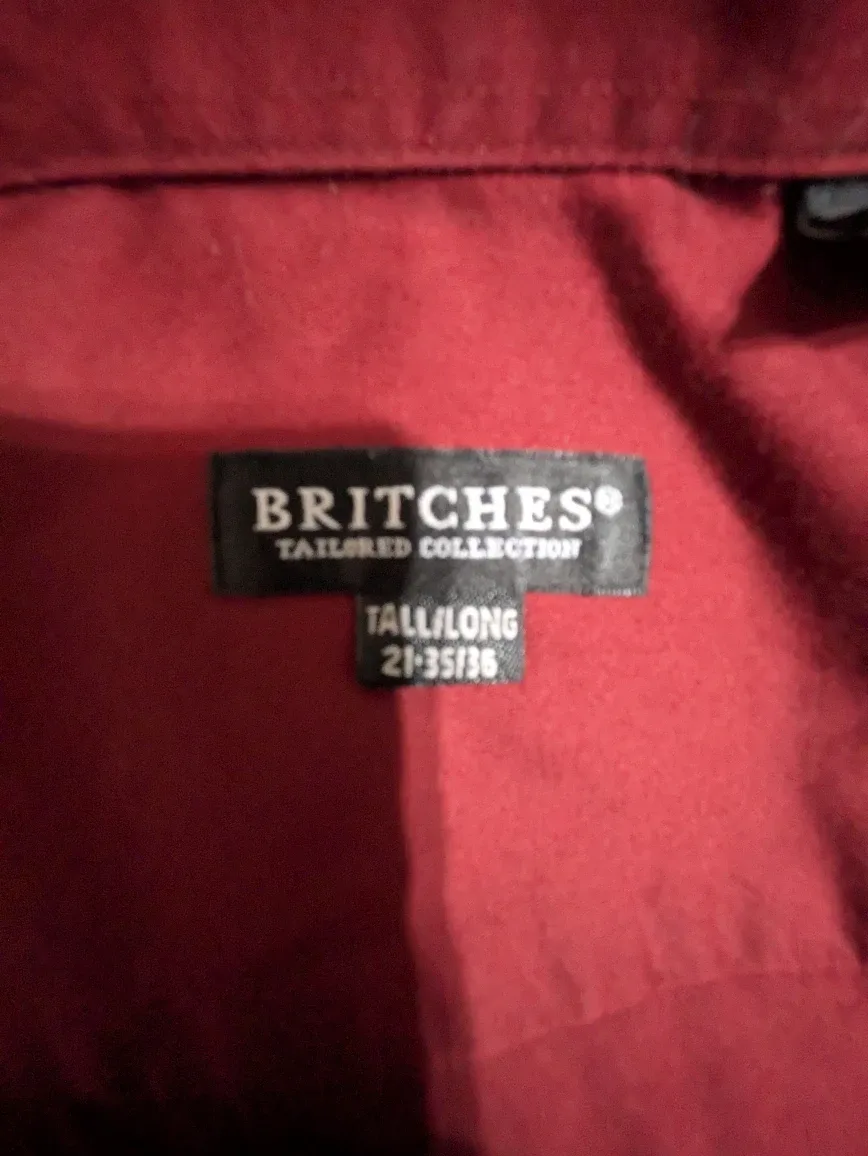 BRITCHES®
TAILORED COLLECTION
TALL/LONG
21·35/36